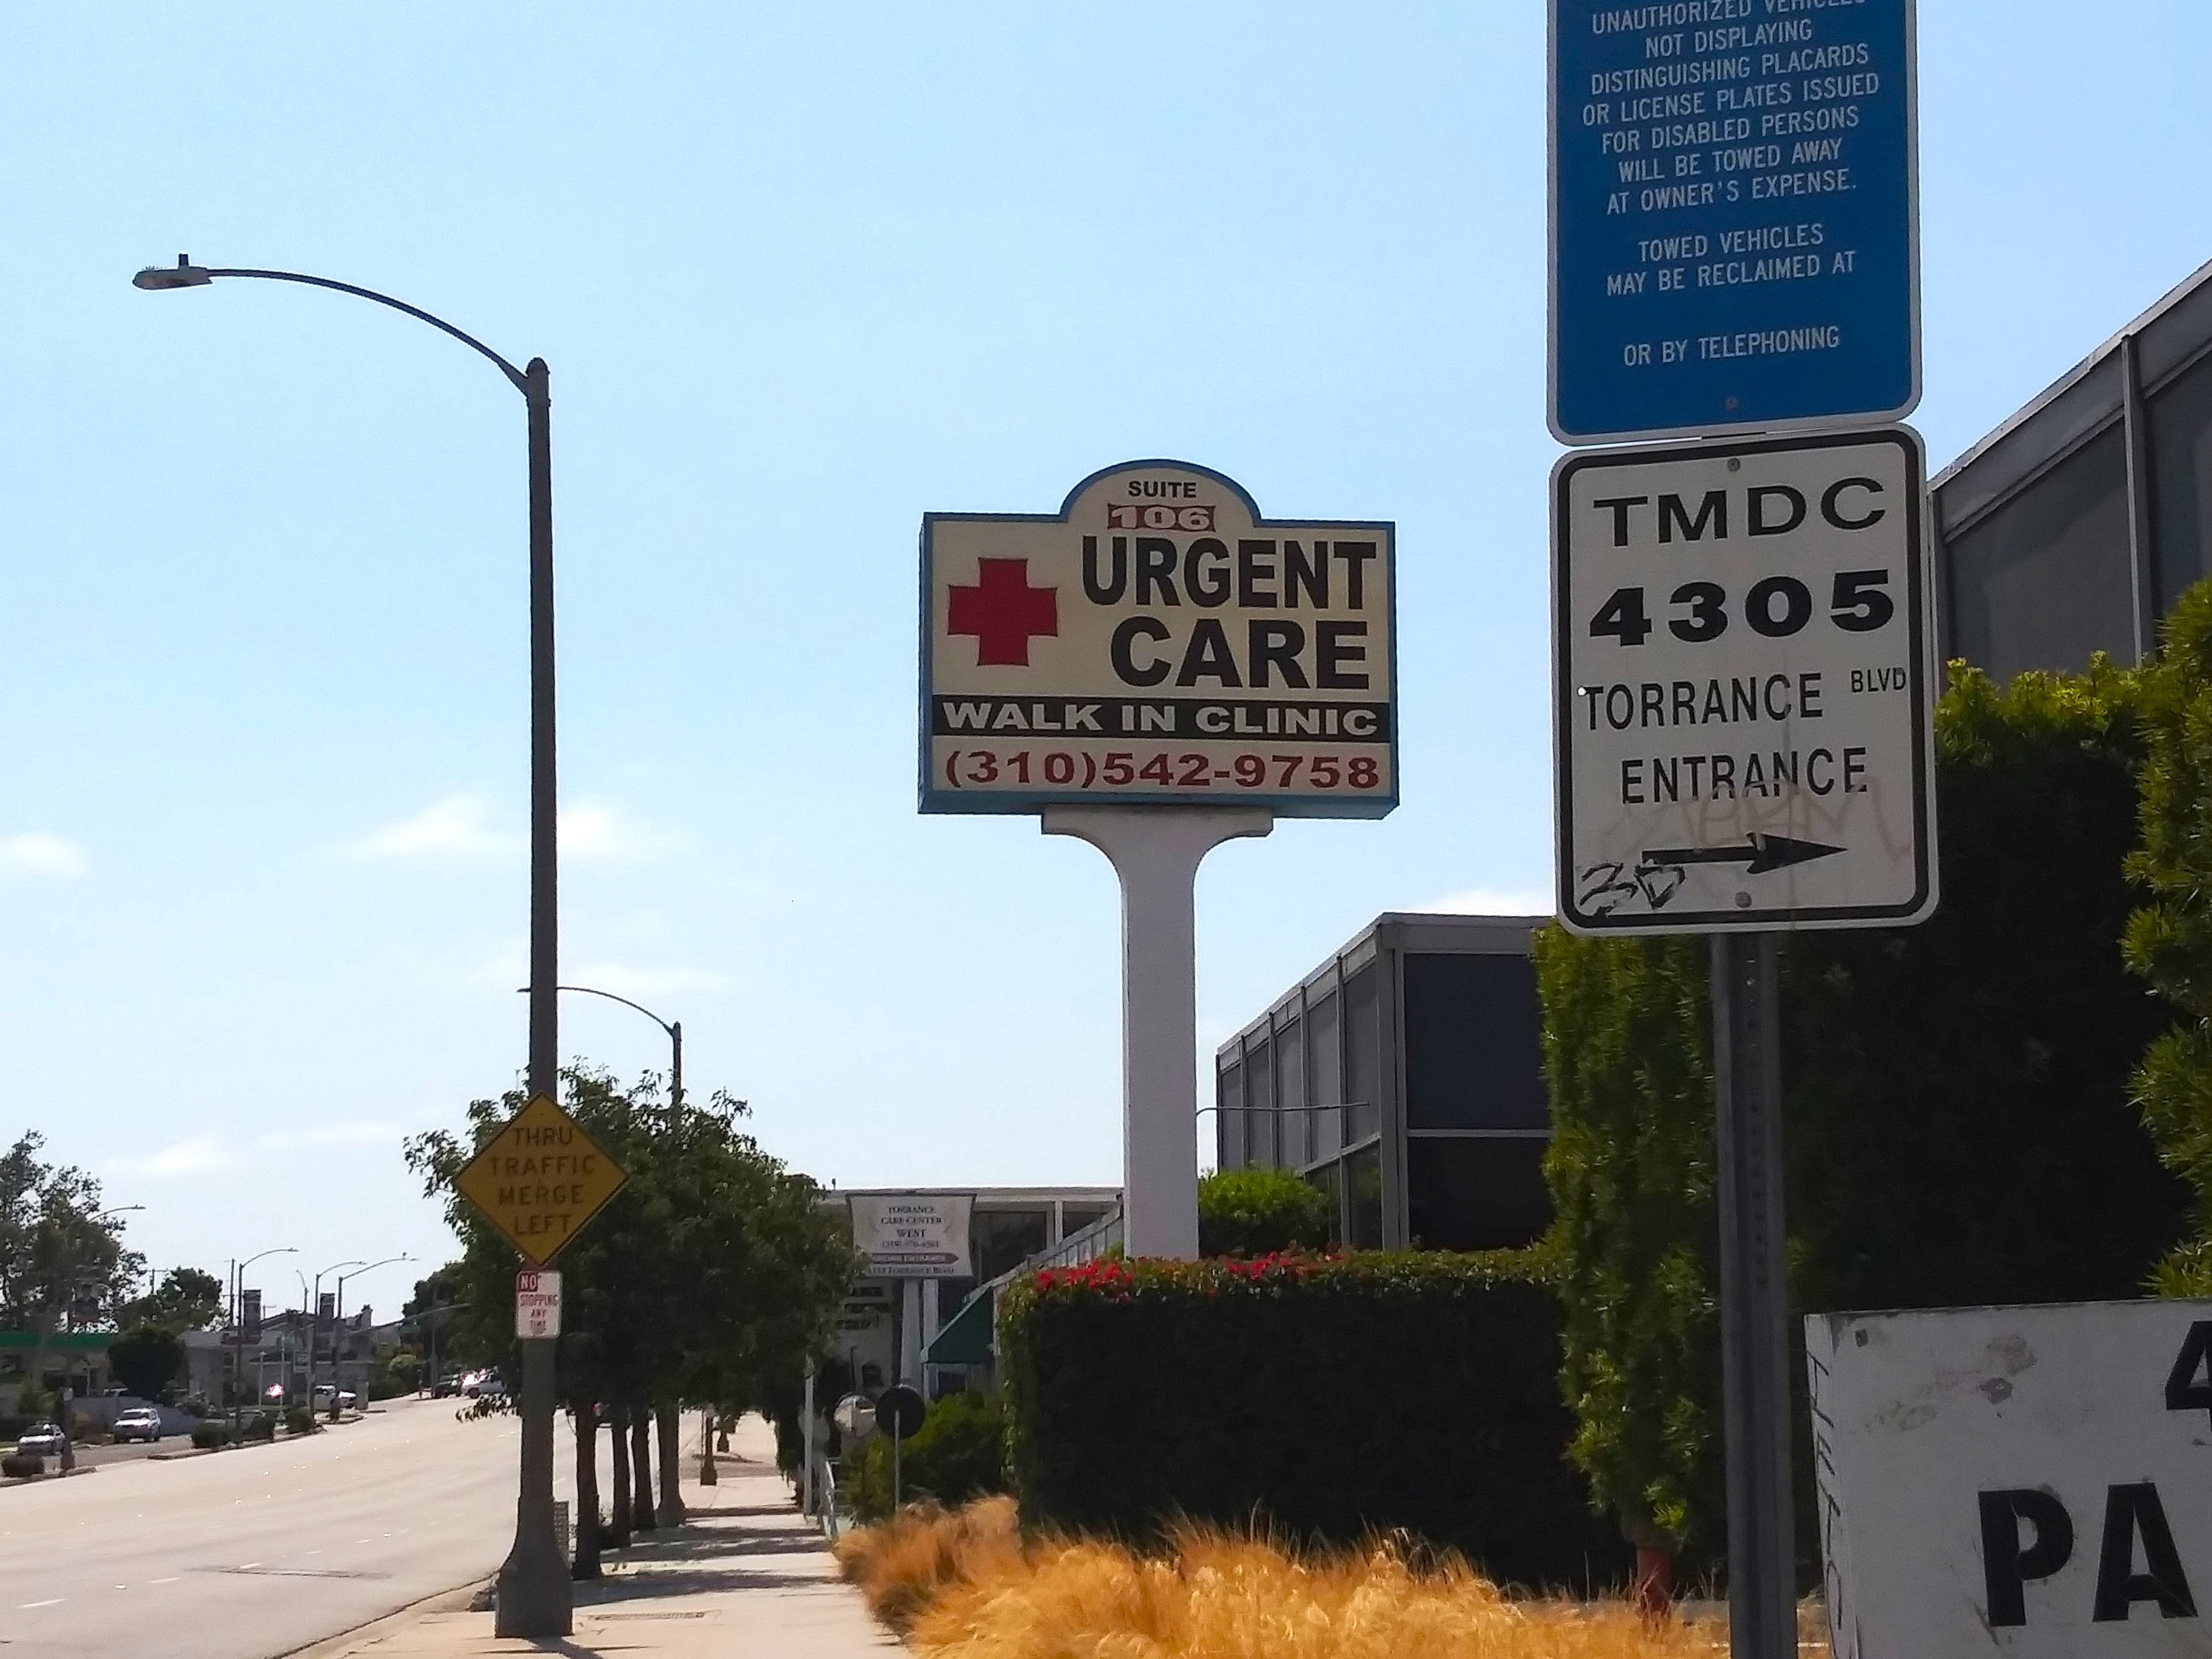 UNAUTHORIZED VEHICLES
NOT DISPLAYING
DISTINGUISHING PLACARDS
OR LICENSE PLATES ISSUED
FOR DISABLED PERSONS
WILL BE TOWED AWAY
AT OWNER'S EXPENSE.
TOWED VEHICLES
MAY BE RECLAIMED AT
OR BY TELEPHONING
TMDC
4305
TORRANCE BLVD
ENTRANCE
SUITE
106
URGENT
CARE
WALK IN CLINIC
(310)542-9758
THRU
TRAFFIC
MERGE
LEFT
NO
STOPPING
ANY
TIME
TORRANCE
CARE CENTER
WEST
TORRANCE BLVD
4
PA